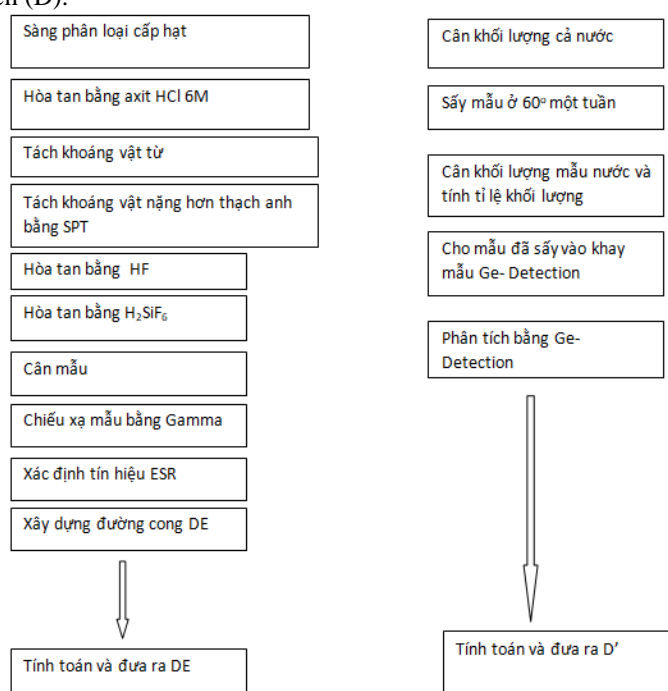 (D).
Sàng phân loại cấp hạt
Hòa tan bằng axit HCl 6M
Tách khoáng vật từ
Tách khoáng vật nặng hơn thạch anh
bằng SPT
Hòa tan bằng HF
Hòa tan bằng H₂SiF₆
Cân mẫu
Chiếu xạ mẫu bằng Gamma
Xác định tín hiệu ESR
Xây dựng đường cong DE
Tính toán và đưa ra DE
Cân khối lượng cả nước
Sấy mẫu ở 60º một tuần
Cân khối lượng mẫu nước và
tính tỉ lệ khối lượng
Cho mẫu đã sấy vào khay
mẫu Ge- Detection
Phân tích bằng Ge-
Detection
Tính toán và đưa ra D’